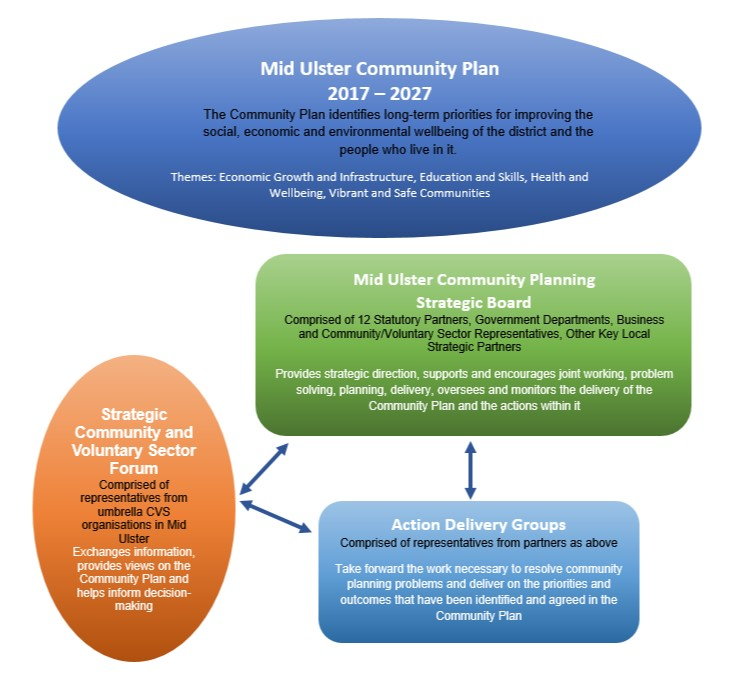 Mid Ulster Community Plan
2017 – 2027
The Community Plan identifies long-term priorities for improving the
social, economic and environmental wellbeing of the district and the
people who live in it.
Themes: Economic Growth and Infrastructure, Education and Skills, Health and
Wellbeing, Vibrant and Safe Communities
Mid Ulster Community Planning
Strategic Board
Comprised of 12 Statutory Partners, Government Departments, Business
and Community/Voluntary Sector Representatives, Other Key Local
Strategic Partners
Provides strategic direction, supports and encourages joint working, problem
solving, planning, delivery, oversees and monitors the delivery of the
Community Plan and the actions within it
Strategic
Community and
Voluntary Sector
Forum
Comprised of
representatives from
umbrella CVS
organisations in Mid
Ulster
Exchanges information,
provides views on the
Community Plan and
helps inform decision-
making
Action Delivery Groups
Comprised of representatives from partners as above
Take forward the work necessary to resolve community
planning problems and deliver on the priorities and
outcomes that have been identified and agreed in the
Community Plan